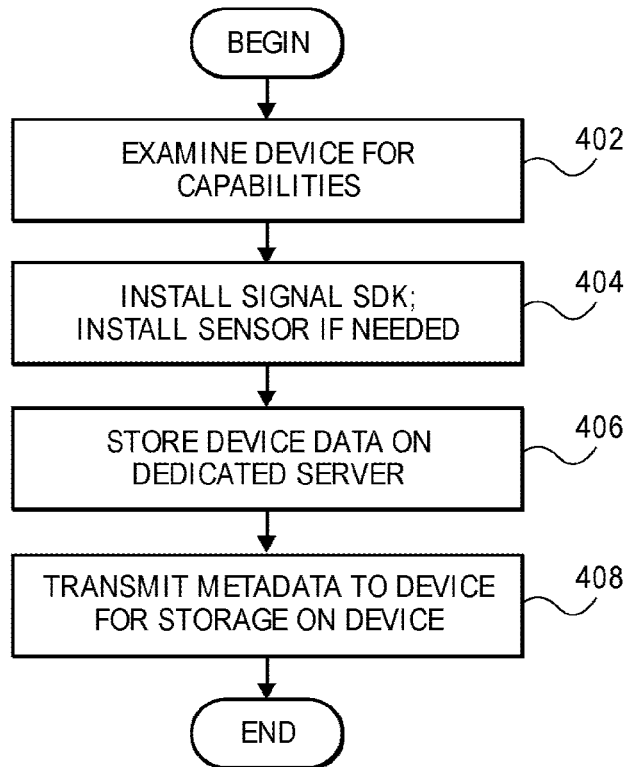 BEGIN
EXAMINE DEVICE FOR
CAPABILITIES
402
INSTALL SIGNAL SDK;
INSTALL SENSOR IF NEEDED
404
STORE DEVICE DATA ON
DEDICATED SERVER
406
TRANSMIT METADATA TO DEVICE
FOR STORAGE ON DEVICE
408
END